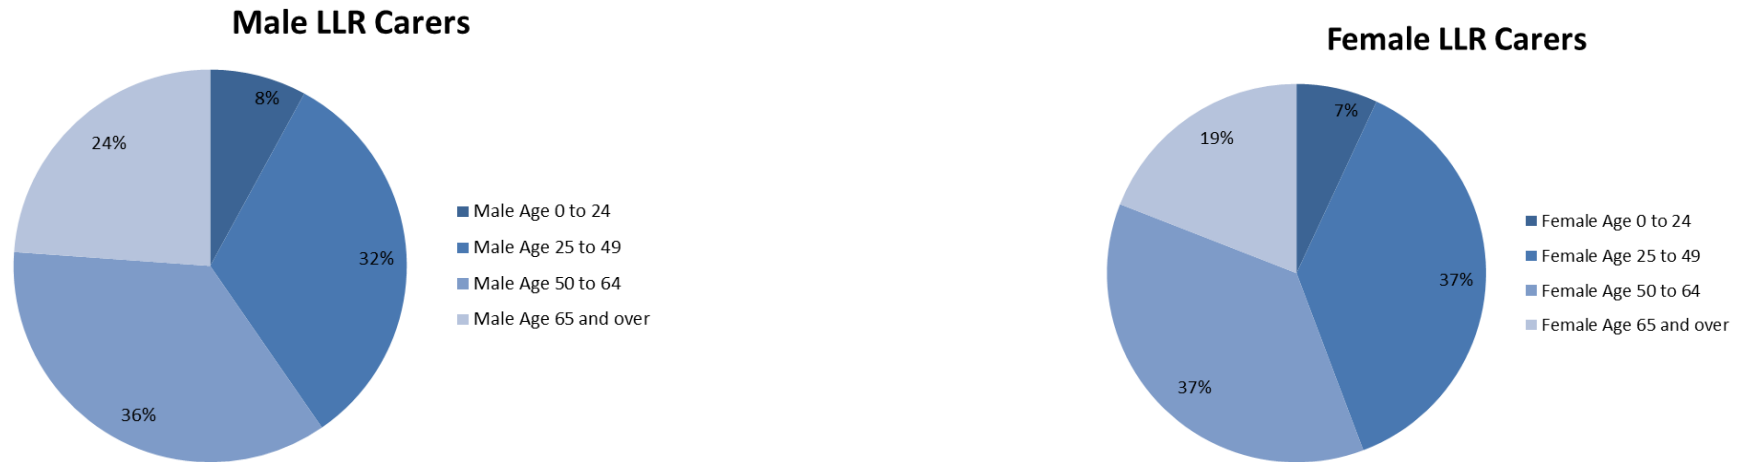 Male LLR Carers
8%
24%
32%
36%
Male Age 0 to 24
Male Age 25 to 49
Male Age 50 to 64
Male Age 65 and over
Female LLR Carers
7%
19%
37%
37%
Female Age 0 to 24
Female Age 25 to 49
Female Age 50 to 64
Female Age 65 and over